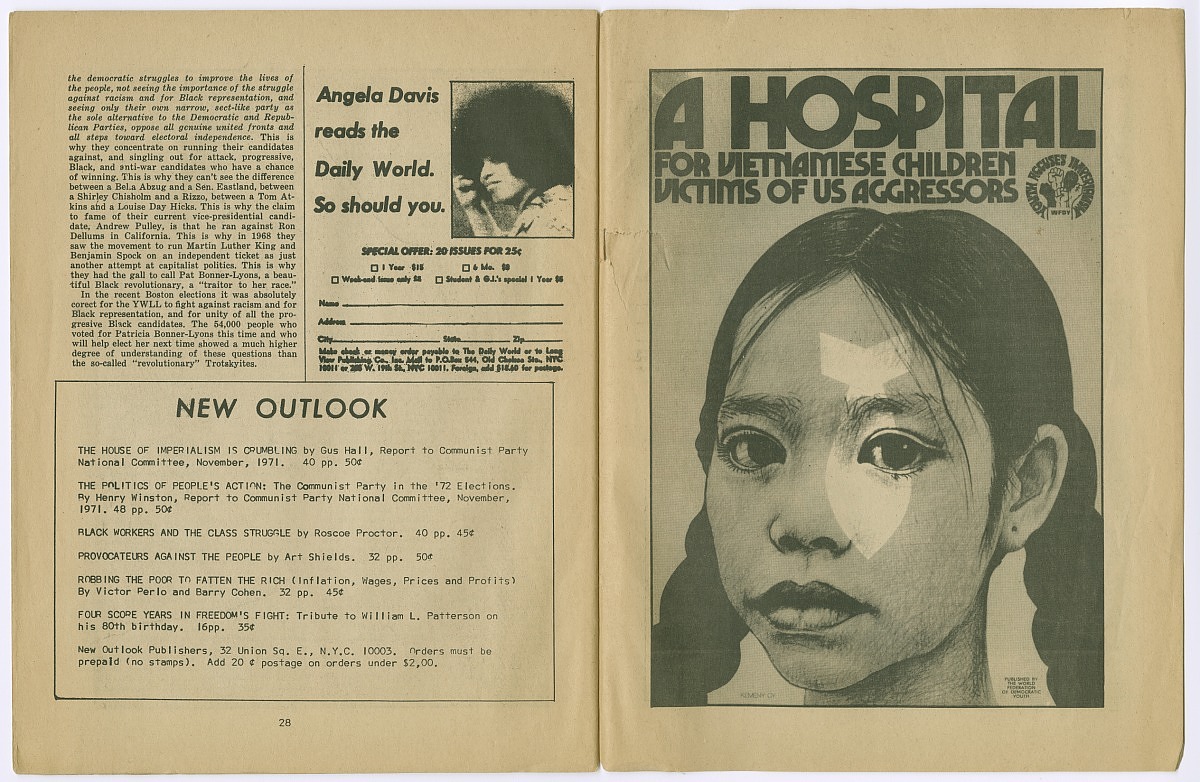 the democratic struggles to improve the lives of
the people, not seeing the importance of the struggle
against racism and for Black representation, and
seeing only their own narrow, sect-like party as
the sole alternative to the Democratic and Repub-
lican Parties, oppose all genuine united fronts and
all steps toward electoral independence. This is
why they concentrate on running their candidates
against, and singling out for attack, progressive,
Black, and anti-war candidates who have a chance
of winning. This is why they can't see the difference
between a Bella Abzug and a Sen. Eastland, between
a Shirley Chisholm and a Rizzo, between a Tom At-
kins and a Louise Day Hicks. This is why the claim
to fame of their current vice-presidential candi-
date, Andrew Pulley, is that he ran against Ron
Dellums in California. This is why in 1968 they
saw the movement to run Martin Luther King and
Benjamin Spock on an independent ticket as just
another attempt at capitalist politics. This is why
they had the gall to call Pat Bonner-Lyons, a beau-
tiful Black revolutionary, a "traitor to her race."
In the recent Boston elections it was absolutely
corect for the YWLL to fight against racism and for
Black representation, and for unity of all the pro-
gresive Black candidates. The 54,000 people who
voted for Patricia Bonner-Lyons this time and who
will help elect her next time showed a much higher
degree of understanding of these questions than
the so-called "revolutionary" Trotskyites.
Angela Davis
reads the
Daily World.
So should you.
SPECIAL OFFER: 20 ISSUES FOR 25¢
1 Year $15 6 Mo. $8
Week-end issue only $5 Student & G.I.'s special 1 Year $5
Name
Address
City State Zip
Make check or money order payable to The Daily World or to Long
View Publishing Co., Inc. Mail to P.O.Box 544, Old Chelsea Sta., NYC
10011 or 205 W. 19th St., NYC 10011. Foreign, add $15.60 for postage.
NEW OUTLOOK
THE HOUSE OF IMPERIALISM IS CRUMBLING by Gus Hall, Report to Communist Party
National Committee, November, 1971. 40 pp. 50¢
THE POLITICS OF PEOPLE'S ACTION: The Communist Party in the '72 Elections.
By Henry Winston, Report to Communist Party National Committee, November,
1971. 48 pp. 50¢
BLACK WORKERS AND THE CLASS STRUGGLE by Roscoe Proctor. 40 pp. 45¢
PROVOCATEURS AGAINST THE PEOPLE by Art Shields. 32 pp. 50¢
ROBBING THE POOR TO FATTEN THE RICH (Inflation, Wages, Prices and Profits)
By Victor Perlo and Barry Cohen. 32 pp. 45¢
FOUR SCORE YEARS IN FREEDOM'S FIGHT: Tribute to William L. Patterson on
his 80th birthday. 16pp. 35¢
New Outlook Publishers, 32 Union Sq. E., N.Y.C. 10003. Orders must be
prepaid (no stamps). Add 20 ¢ postage on orders under $2,00.
28
A HOSPITAL
FOR VIETNAMESE CHILDREN
VICTIMS OF US AGGRESSORS
YOUTH ACCUSES IMPERIALISM
WFDY
PUBLISHED BY
THE WORLD
FEDERATION
OF DEMOCRATIC
YOUTH